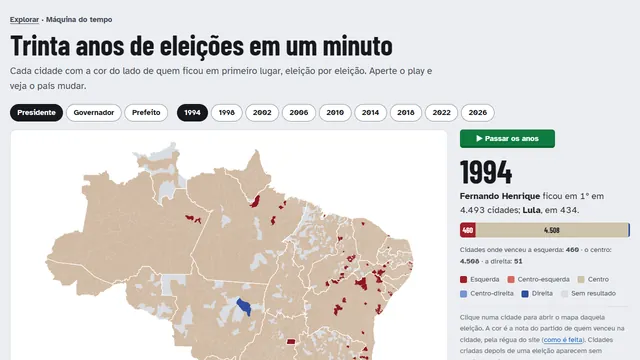 Explorar · Máquina do tempo
Trinta anos de eleições em um minuto
Cada cidade com a cor do lado de quem ficou em primeiro lugar, eleição por eleição. Aperte o play e
veja o país mudar.
Presidente Governador Prefeito 1994 1998 2002 2006 2010 2014 2018 2022 2026
▶ Passar os anos
1994
Fernando Henrique ficou em 1º em
4.493 cidades; Lula, em 434.
460 4.508
Cidades onde venceu a esquerda: 460 · o centro:
4.508 · a direita: 51
Esquerda Centro-esquerda Centro
Centro-direita Direita Sem resultado
Clique numa cidade para abrir o mapa daquela
eleição. A cor é a nota do partido de quem venceu na
cidade, pela régua do site (como é feita). Cidades
criadas depois de uma eleição aparecem sem